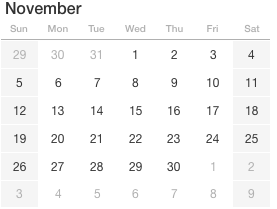 November
Sun Mon Tue Wed Thu Fri Sat
29 30 31 1 2 3 4
5 6 7 8 9 10 11
12 13 14 15 16 17 18
19 20 21 22 23 24 25
26 27 28 29 30 1 2
3 4 5 6 7 8 9